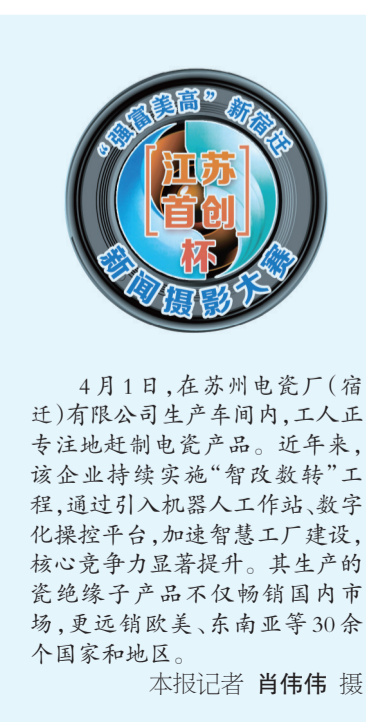 “强富美高”新宿迁
江苏
首创
杯
新闻摄影大赛
4月1日,在苏州电瓷厂(宿
迁)有限公司生产车间内,工人正
专注地赶制电瓷产品。近年来,
该企业持续实施“智改数转”工
程,通过引入机器人工作站、数字
化操控平台,加速智慧工厂建设,
核心竞争力显著提升。其生产的
瓷绝缘子产品不仅畅销国内市
场,更远销欧美、东南亚等30余
个国家和地区。
本报记者 肖伟伟 摄